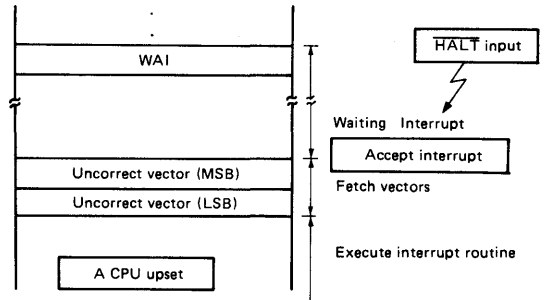 WAI
HALT input
Waiting Interrupt
Accept interrupt
Uncorrect vector (MSB)
Fetch vectors
Uncorrect vector (LSB)
Execute interrupt routine
A CPU upset